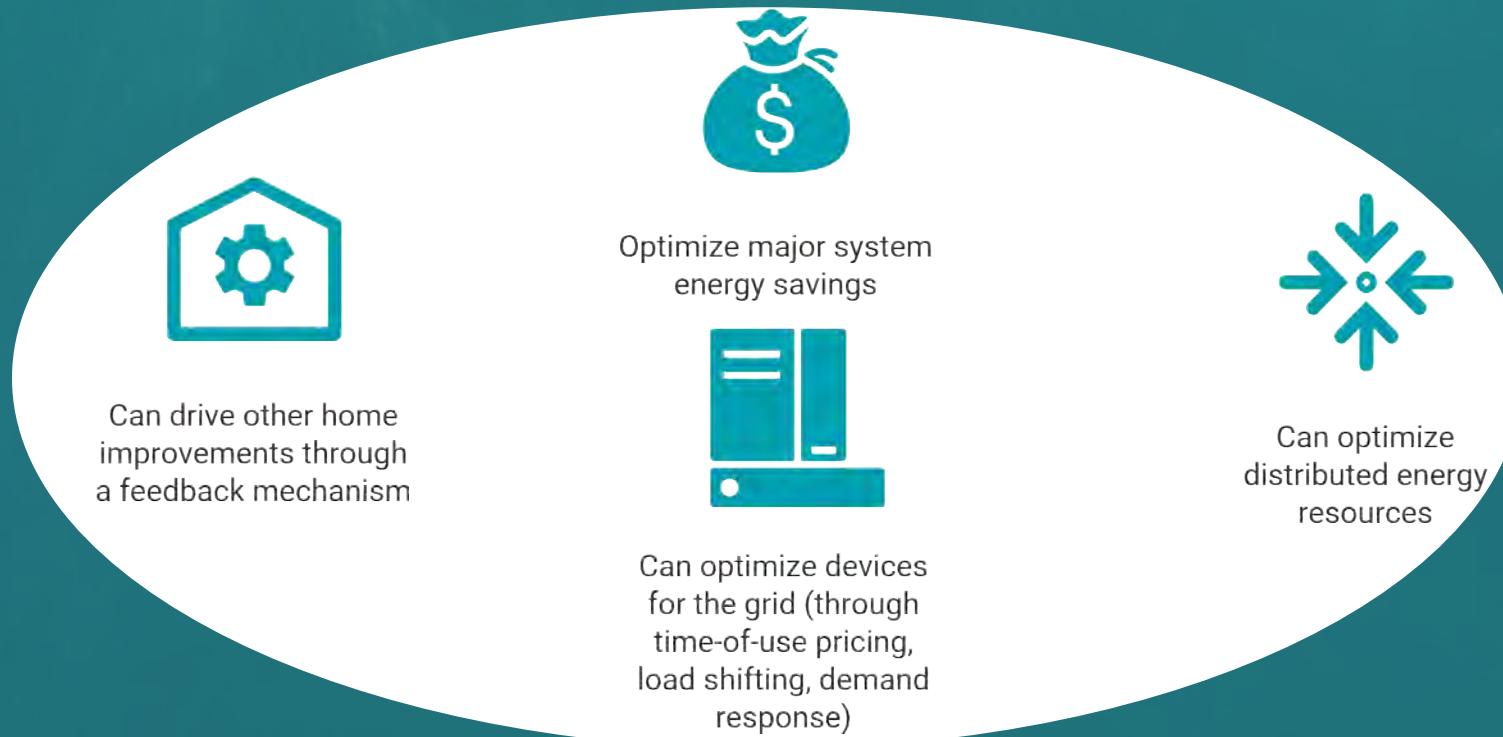 $
Optimize major system
energy savings
Can drive other home
improvements through
a feedback mechanism
Can optimize
distributed energy
resources
Can optimize devices
for the grid (through
time-of-use pricing,
load shifting, demand
response)